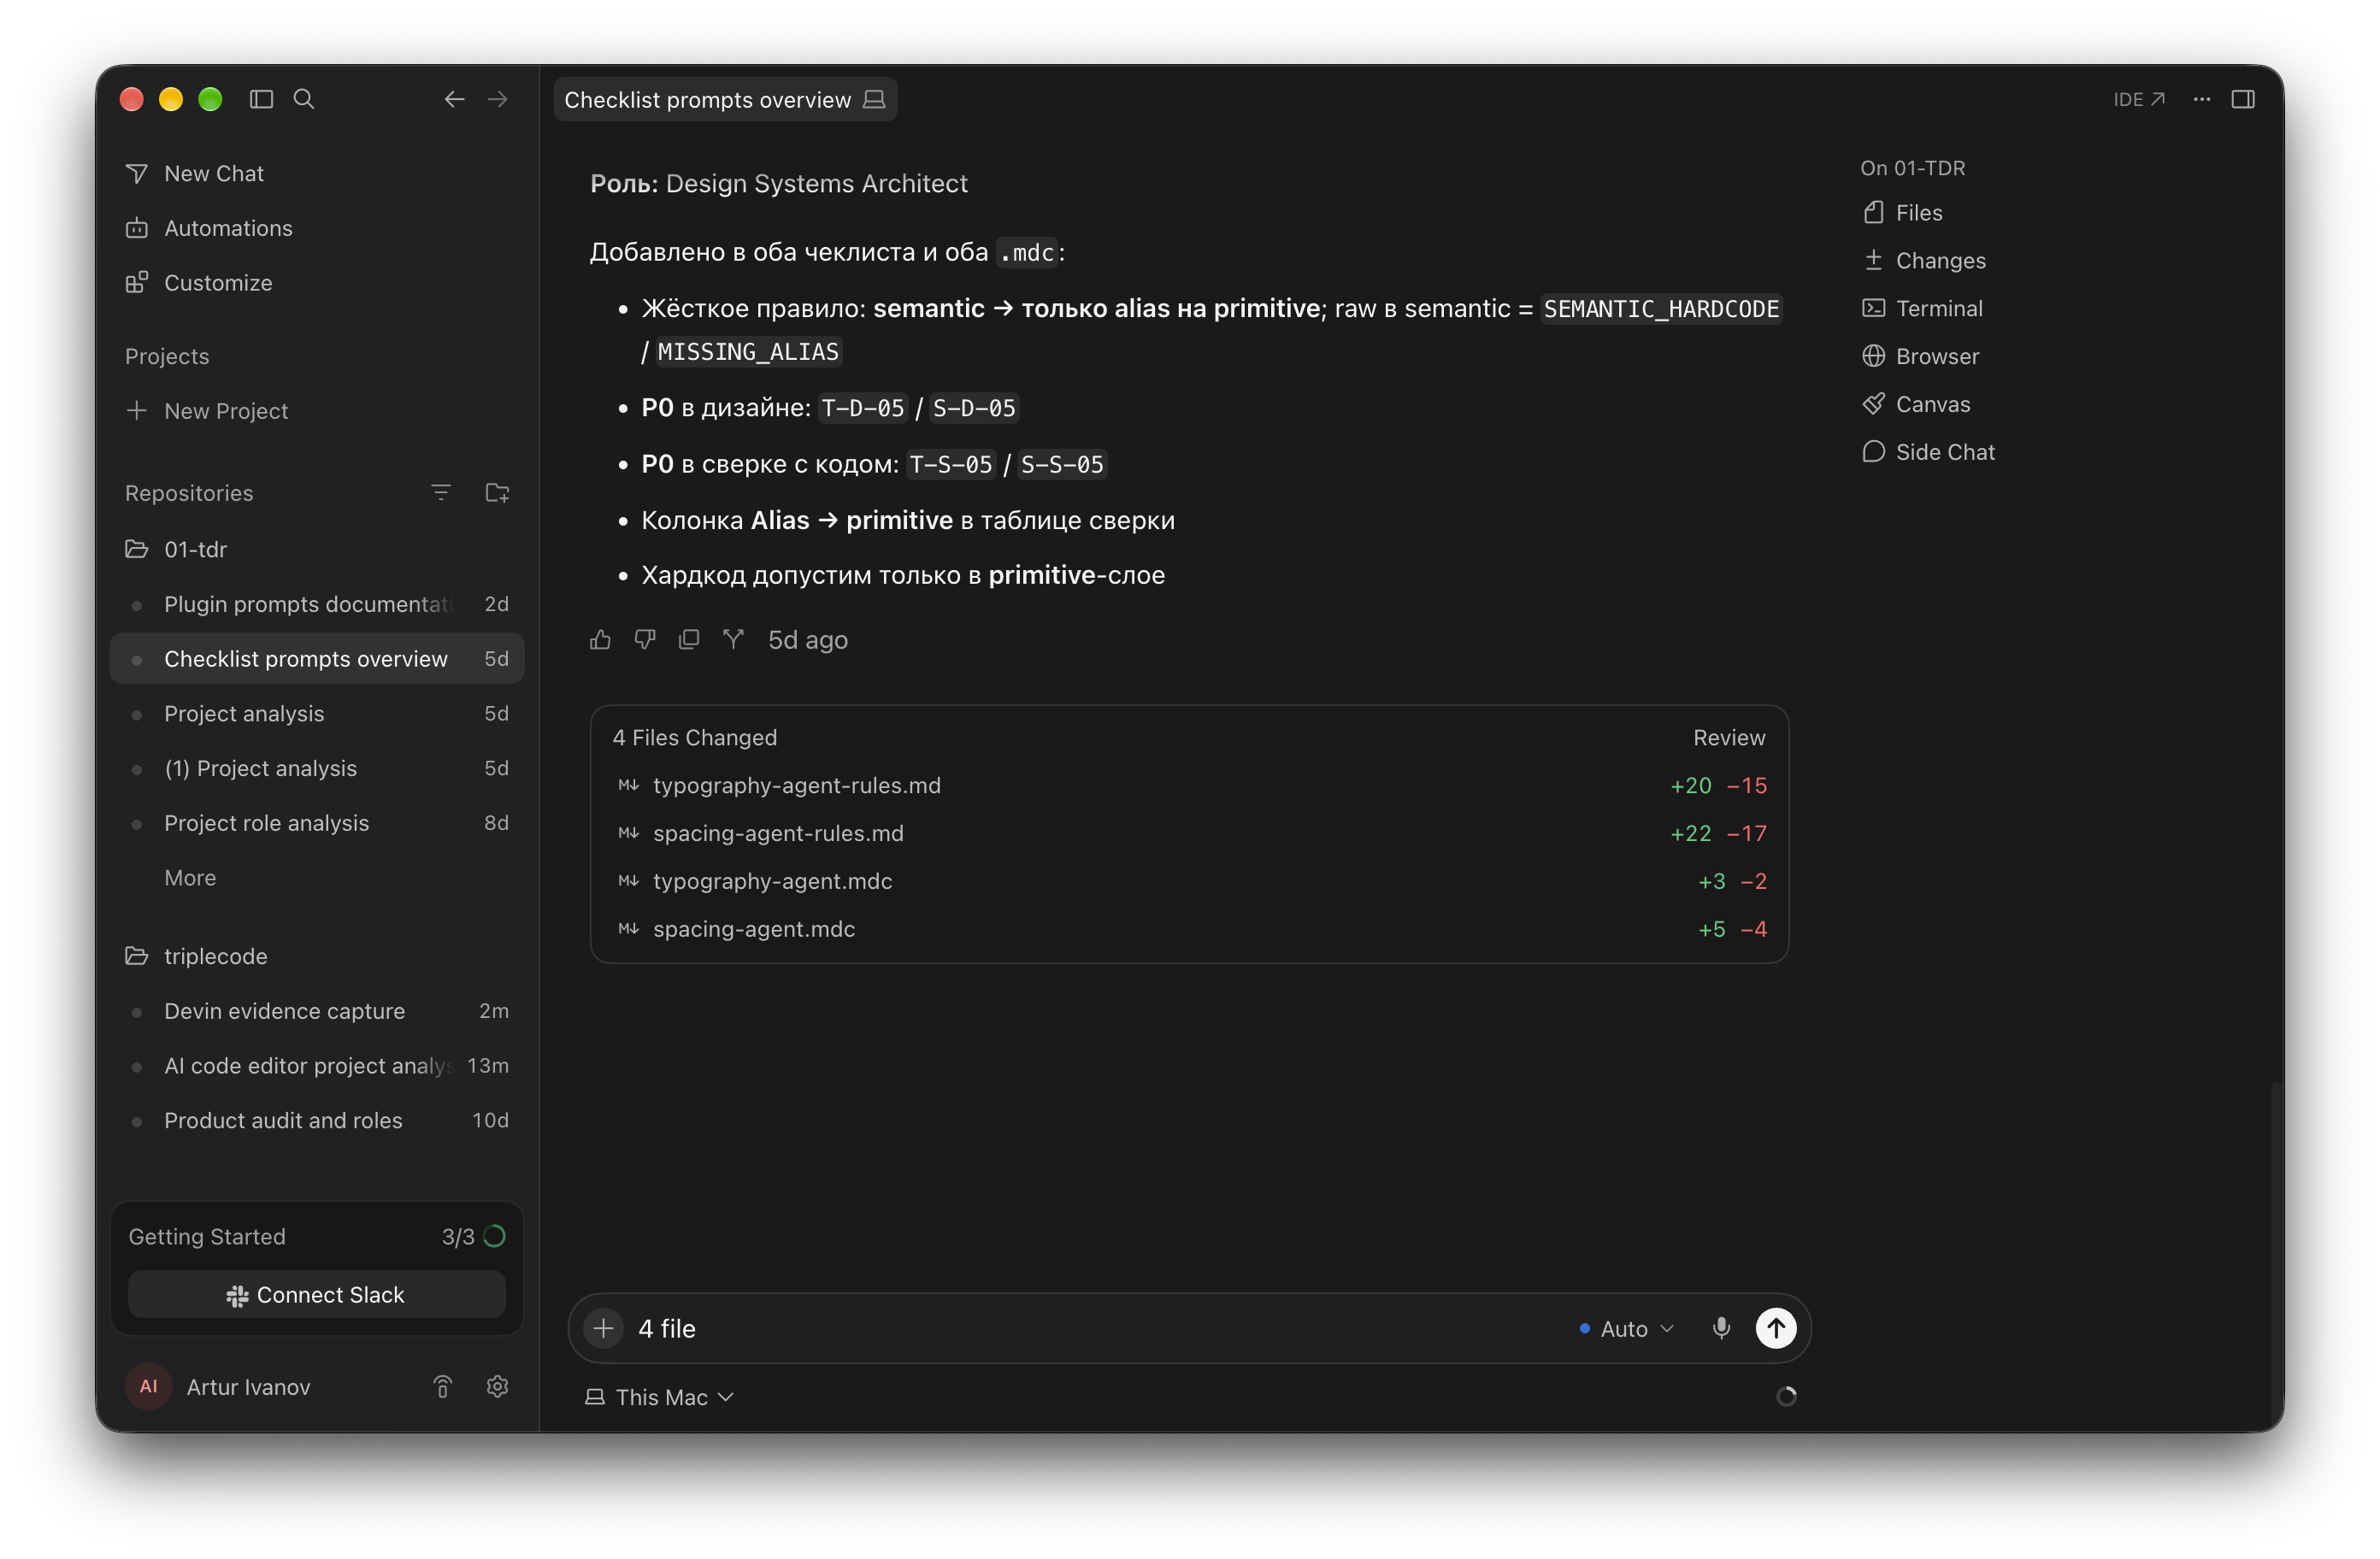 New Chat
Automations
Customize
Projects
New Project
Repositories
01-tdr
Plugin prompts documentati 2d
Checklist prompts overview 5d
Project analysis 5d
(1) Project analysis 5d
Project role analysis 8d
More
triplecode
Devin evidence capture 2m
AI code editor project analys 13m
Product audit and roles 10d
Getting Started 3/3
Connect Slack
AI Artur Ivanov
Checklist prompts overview
IDE
Роль: Design Systems Architect
Добавлено в оба чеклиста и оба .mdc:
• Жёсткое правило: semantic → только alias на primitive; raw в semantic = SEMANTIC_HARDCODE
/ MISSING_ALIAS
• P0 в дизайне: T-D-05 / S-D-05
• P0 в сверке с кодом: T-S-05 / S-S-05
• Колонка Alias → primitive в таблице сверки
• Хардкод допустим только в primitive-слое
5d ago
4 Files Changed Review
M↓ typography-agent-rules.md +20 −15
M↓ spacing-agent-rules.md +22 −17
M↓ typography-agent.mdc +3 −2
M↓ spacing-agent.mdc +5 −4
4 file Auto
This Mac
On 01-TDR
Files
Changes
Terminal
Browser
Canvas
Side Chat